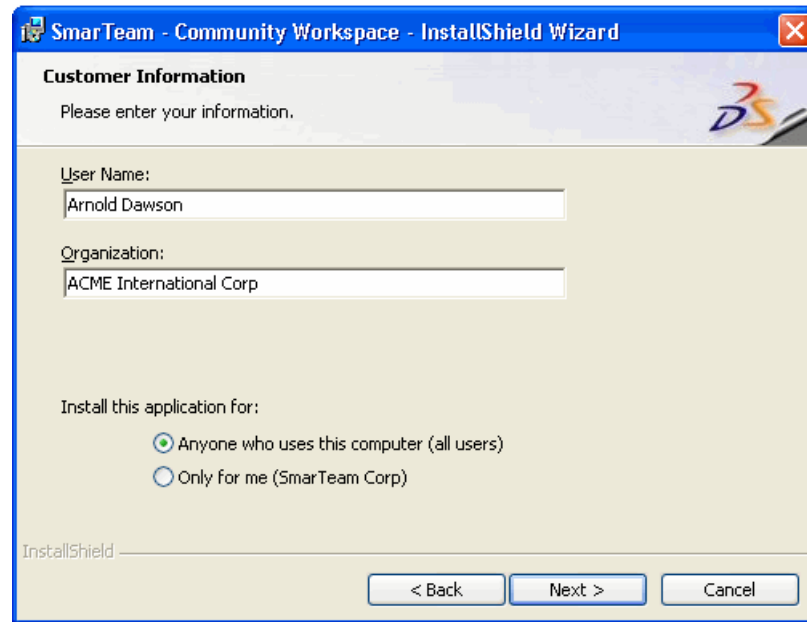 SmarTeam - Community Workspace - InstallShield Wizard
Customer Information
Please enter your information.
DS
User Name:
Arnold Dawson
Organization:
ACME International Corp
Install this application for:
Anyone who uses this computer (all users)
Only for me (SmarTeam Corp)
InstallShield
< Back Next > Cancel